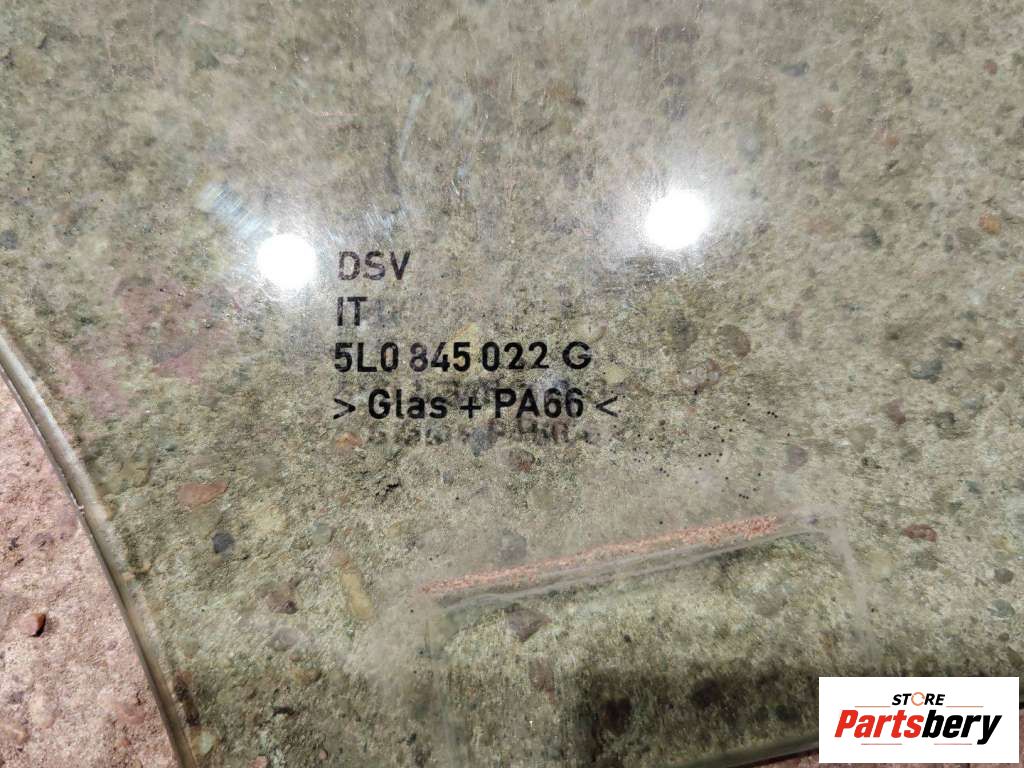 DSV
IT
5L0 845 022 G
> Glas + PA66 <
STORE
Partsbery